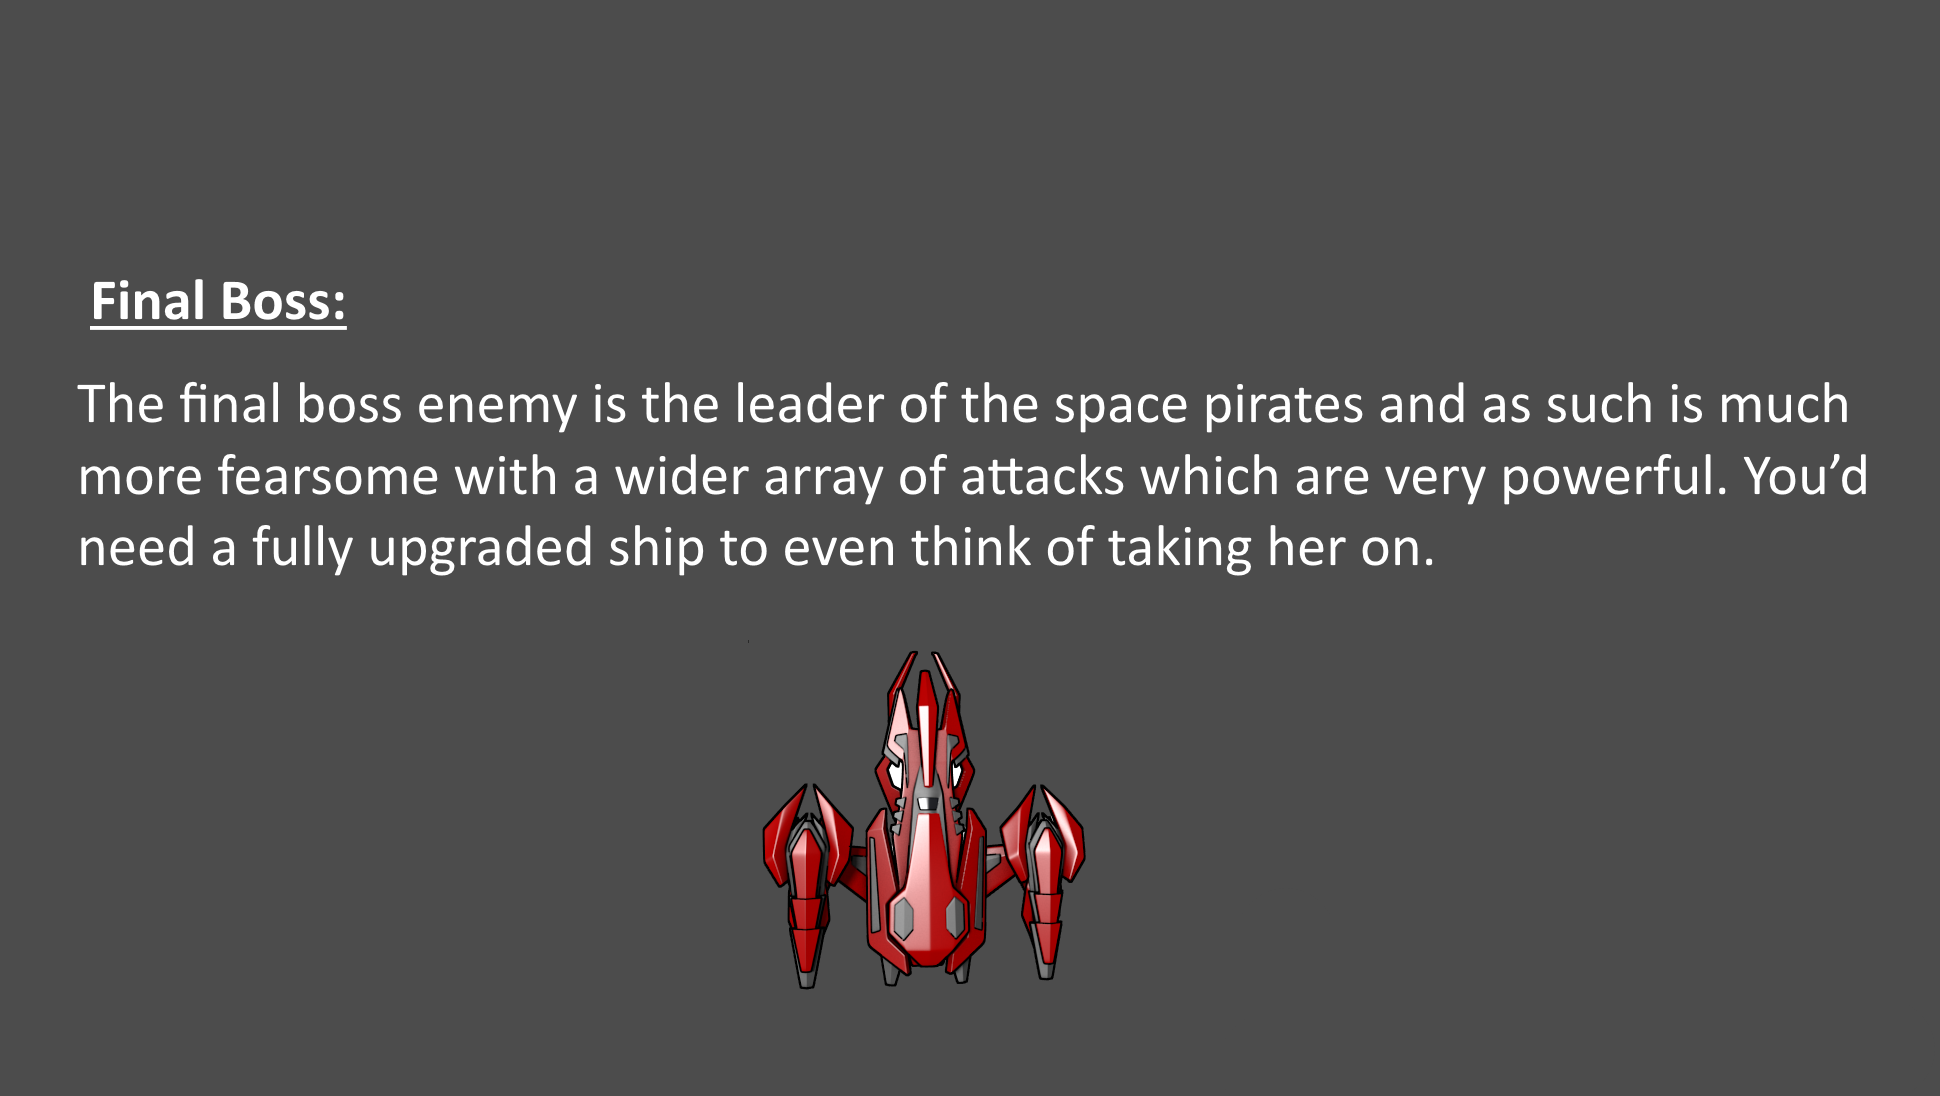 Final Boss:
The final boss enemy is the leader of the space pirates and as such is much
more fearsome with a wider array of attacks which are very powerful. You’d
need a fully upgraded ship to even think of taking her on.